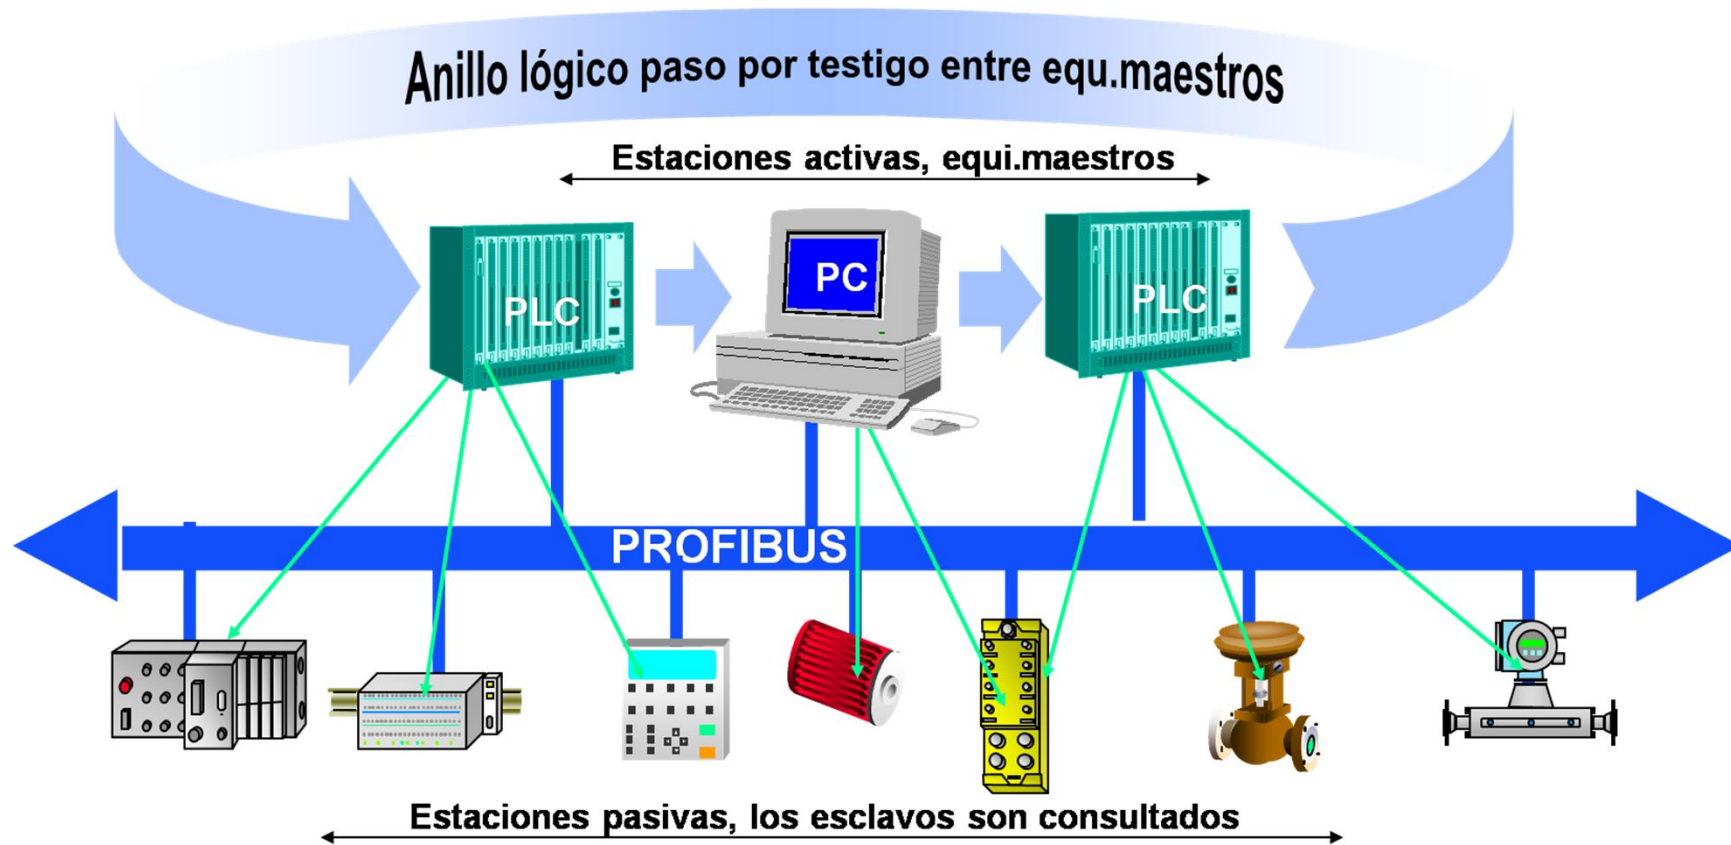 Anillo lógico paso por testigo entre equ.maestros
Estaciones activas, equi.maestros
PLC
PC
PLC
PROFIBUS
Estaciones pasivas, los esclavos son consultados